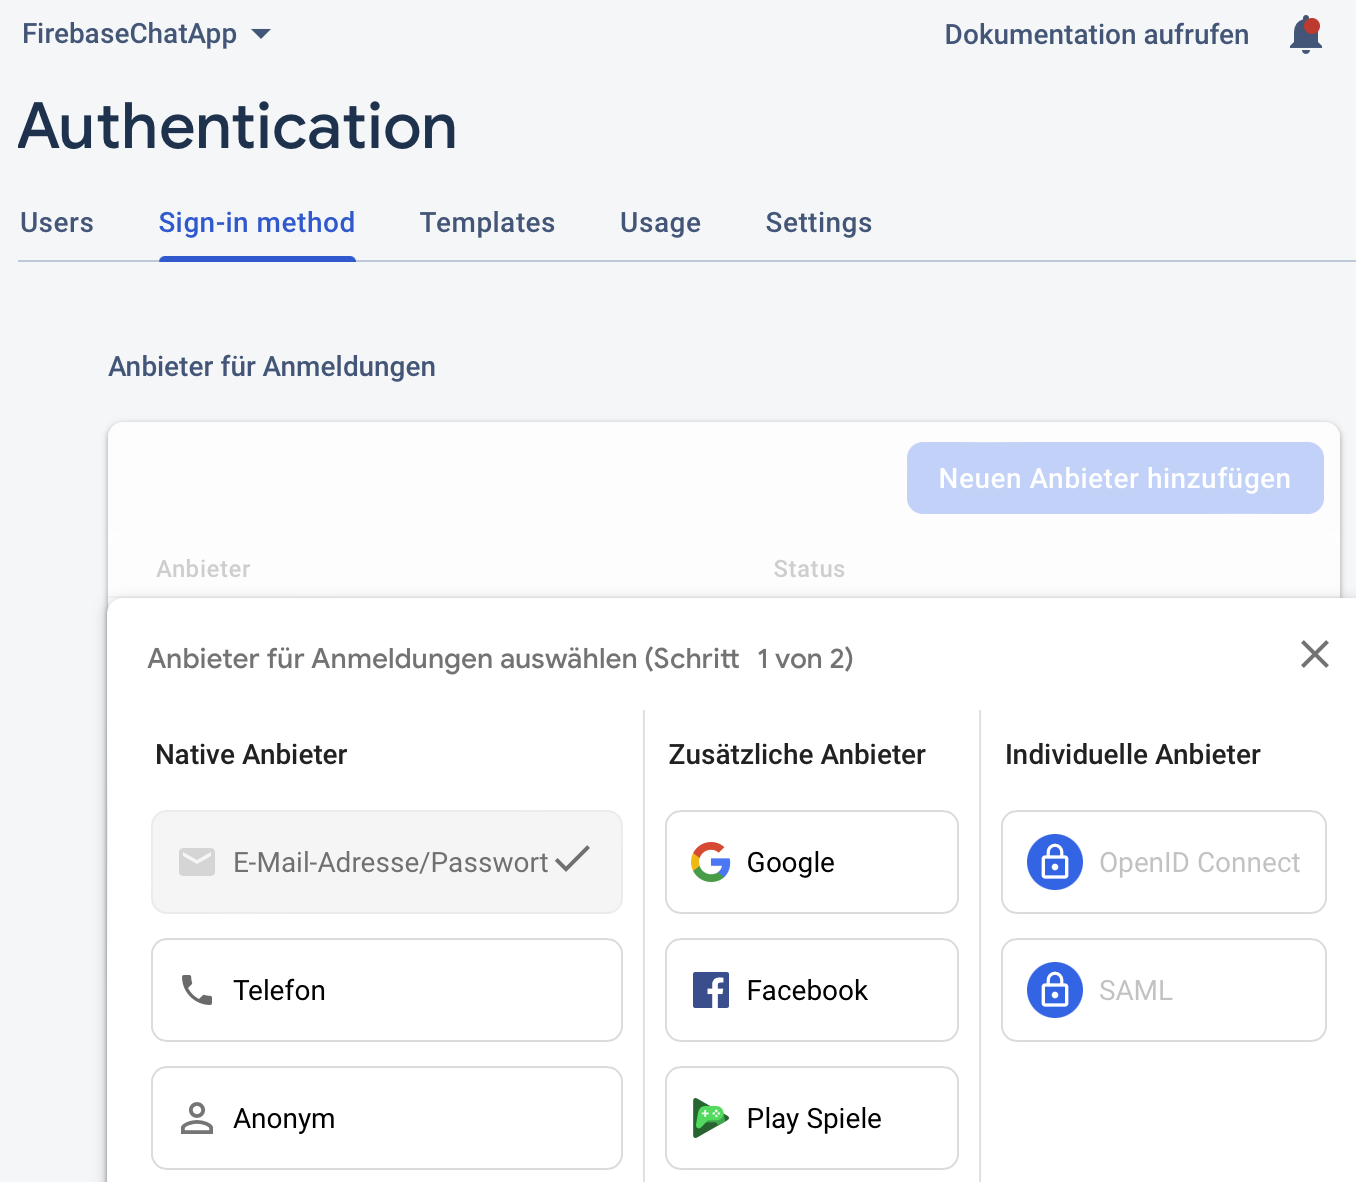 FirebaseChatApp
Dokumentation aufrufen
Authentication
Users
Sign-in method
Templates
Usage
Settings
Anbieter für Anmeldungen
Neuen Anbieter hinzufügen
Anbieter
Status
Anbieter für Anmeldungen auswählen (Schritt 1 von 2)
Native Anbieter
E-Mail-Adresse/Passwort
Telefon
Anonym
Zusätzliche Anbieter
Google
Facebook
Play Spiele
Individuelle Anbieter
OpenID Connect
SAML